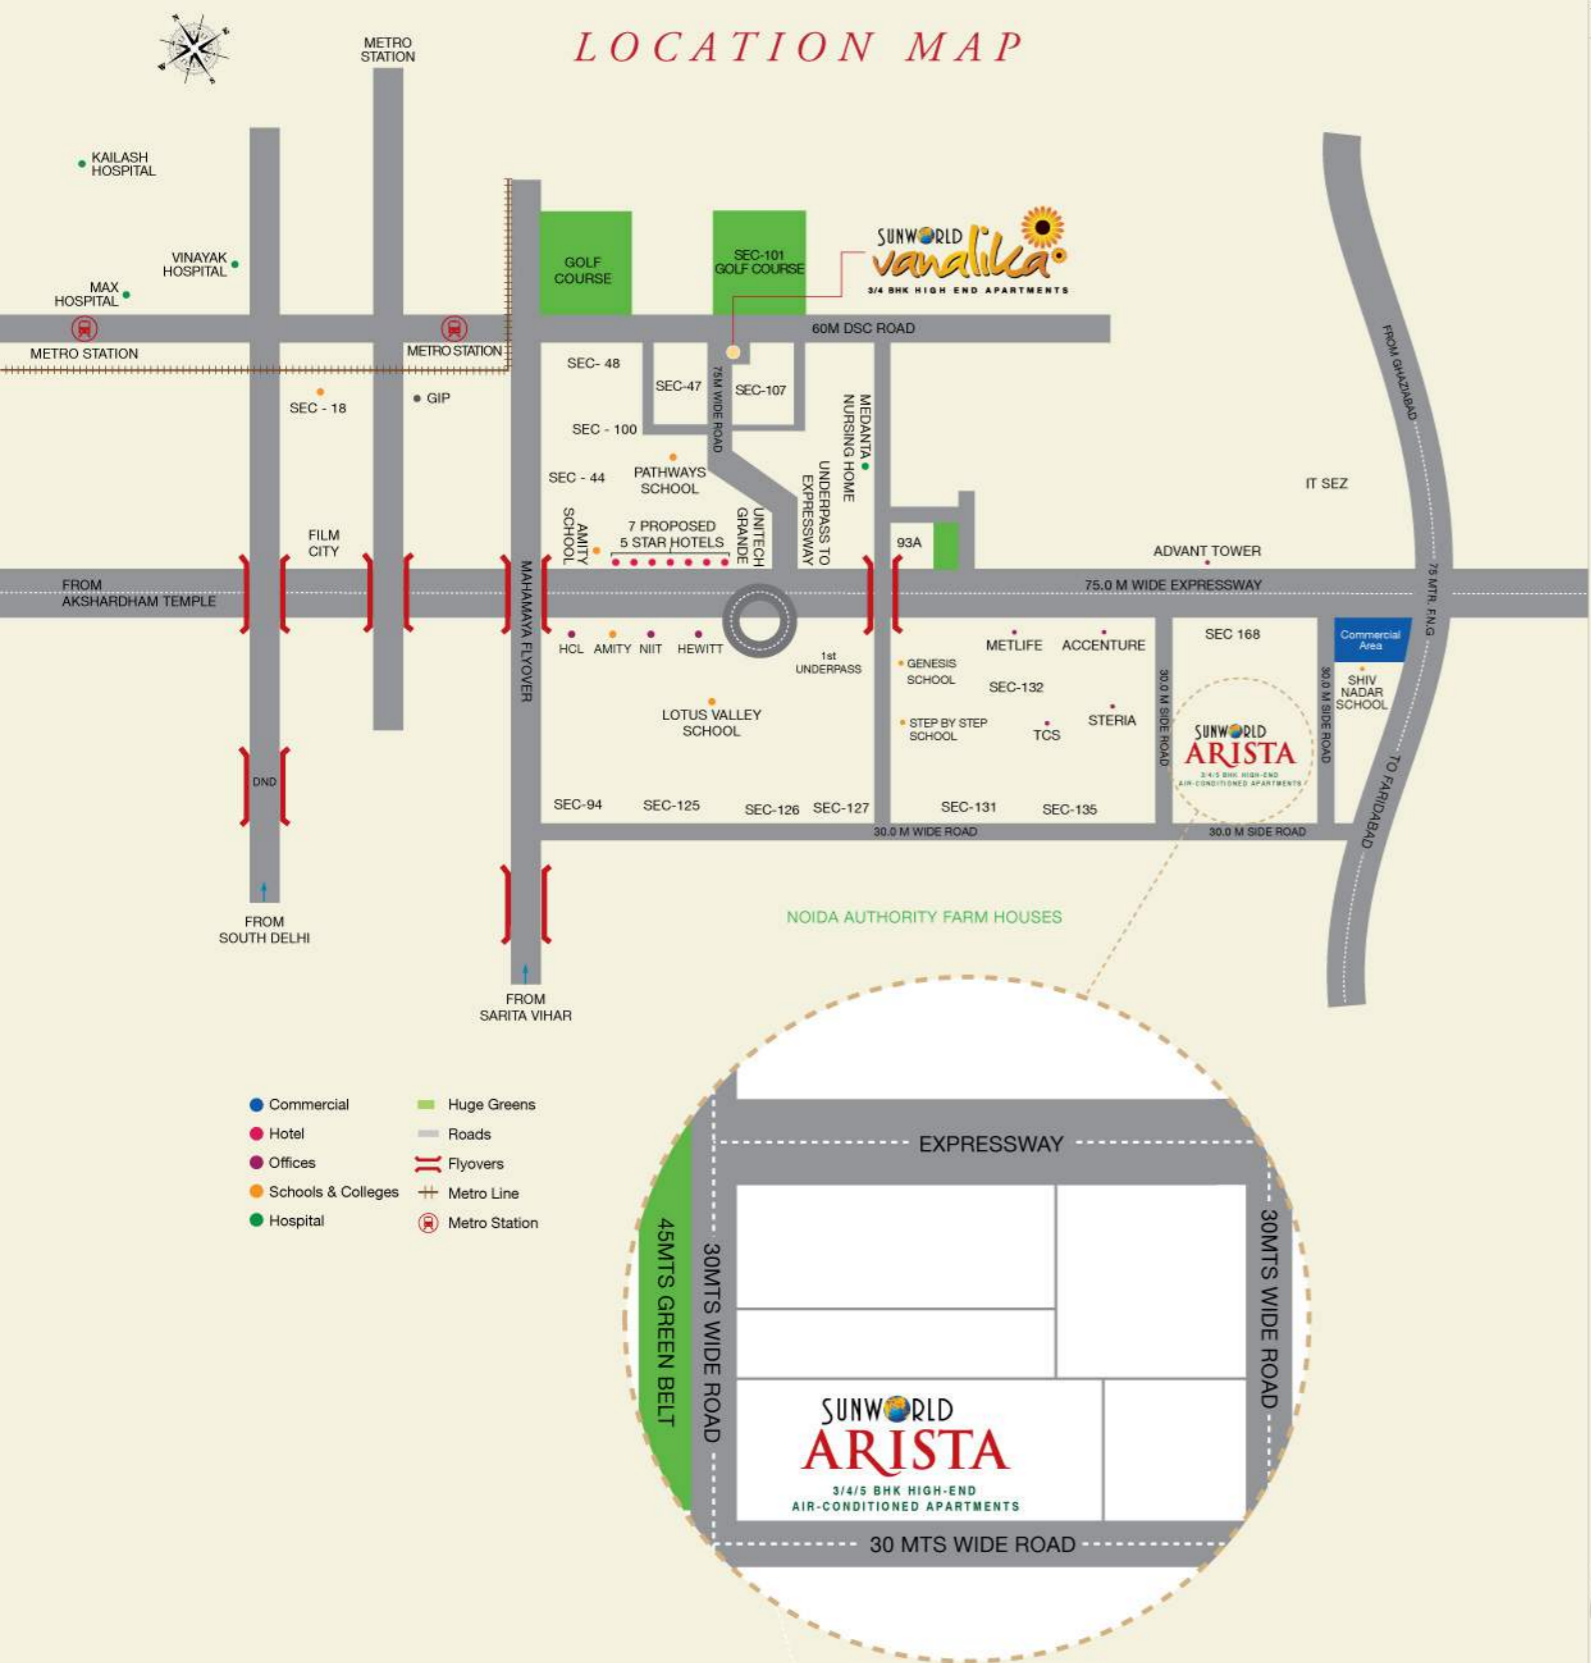 LOCATION MAP
METRO
STATION
KAILASH
HOSPITAL
VINAYAK
HOSPITAL
MAX
HOSPITAL
METRO STATION
METRO STATION
GOLF
COURSE
SEC-101
GOLF COURSE
SUNWORLD
vanalika
3/4 BHK HIGH END APARTMENTS
60M DSC ROAD
FROM GHAZIABAD
SEC- 48
SEC-47
75M WIDE ROAD
SEC-107
SEC - 18
GIP
SEC - 100
MEDANTA
NURSING HOME
SEC - 44
PATHWAYS
SCHOOL
UNDERPASS TO
EXPRESSWAY
IT SEZ
AMITY
SCHOOL
7 PROPOSED
5 STAR HOTELS
UNITECH
GRANDE
FILM
CITY
93A
ADVANT TOWER
FROM
AKSHARDHAM TEMPLE
MAHAMAYA FLYOVER
75.0 M WIDE EXPRESSWAY
75 MTR. F.N.G
HCL
AMITY
NIIT
HEWITT
1st
UNDERPASS
GENESIS
SCHOOL
METLIFE
ACCENTURE
SEC 168
Commercial
Area
SEC-132
SHIV
NADAR
SCHOOL
30.0 M SIDE ROAD
30.0 M SIDE ROAD
LOTUS VALLEY
SCHOOL
STEP BY STEP
SCHOOL
TCS
STERIA
SUNWORLD
ARISTA
3/4/5 BHK HIGH-END
AIR-CONDITIONED APARTMENTS
TO FARIDABAD
DND
SEC-94
SEC-125
SEC-126
SEC-127
SEC-131
SEC-135
30.0 M WIDE ROAD
30.0 M SIDE ROAD
FROM
SOUTH DELHI
NOIDA AUTHORITY FARM HOUSES
FROM
SARITA VIHAR
Commercial
Hotel
Offices
Schools & Colleges
Hospital
Huge Greens
Roads
Flyovers
Metro Line
Metro Station
EXPRESSWAY
45MTS GREEN BELT
30MTS WIDE ROAD
30MTS WIDE ROAD
SUNWORLD
ARISTA
3/4/5 BHK HIGH-END
AIR-CONDITIONED APARTMENTS
30 MTS WIDE ROAD